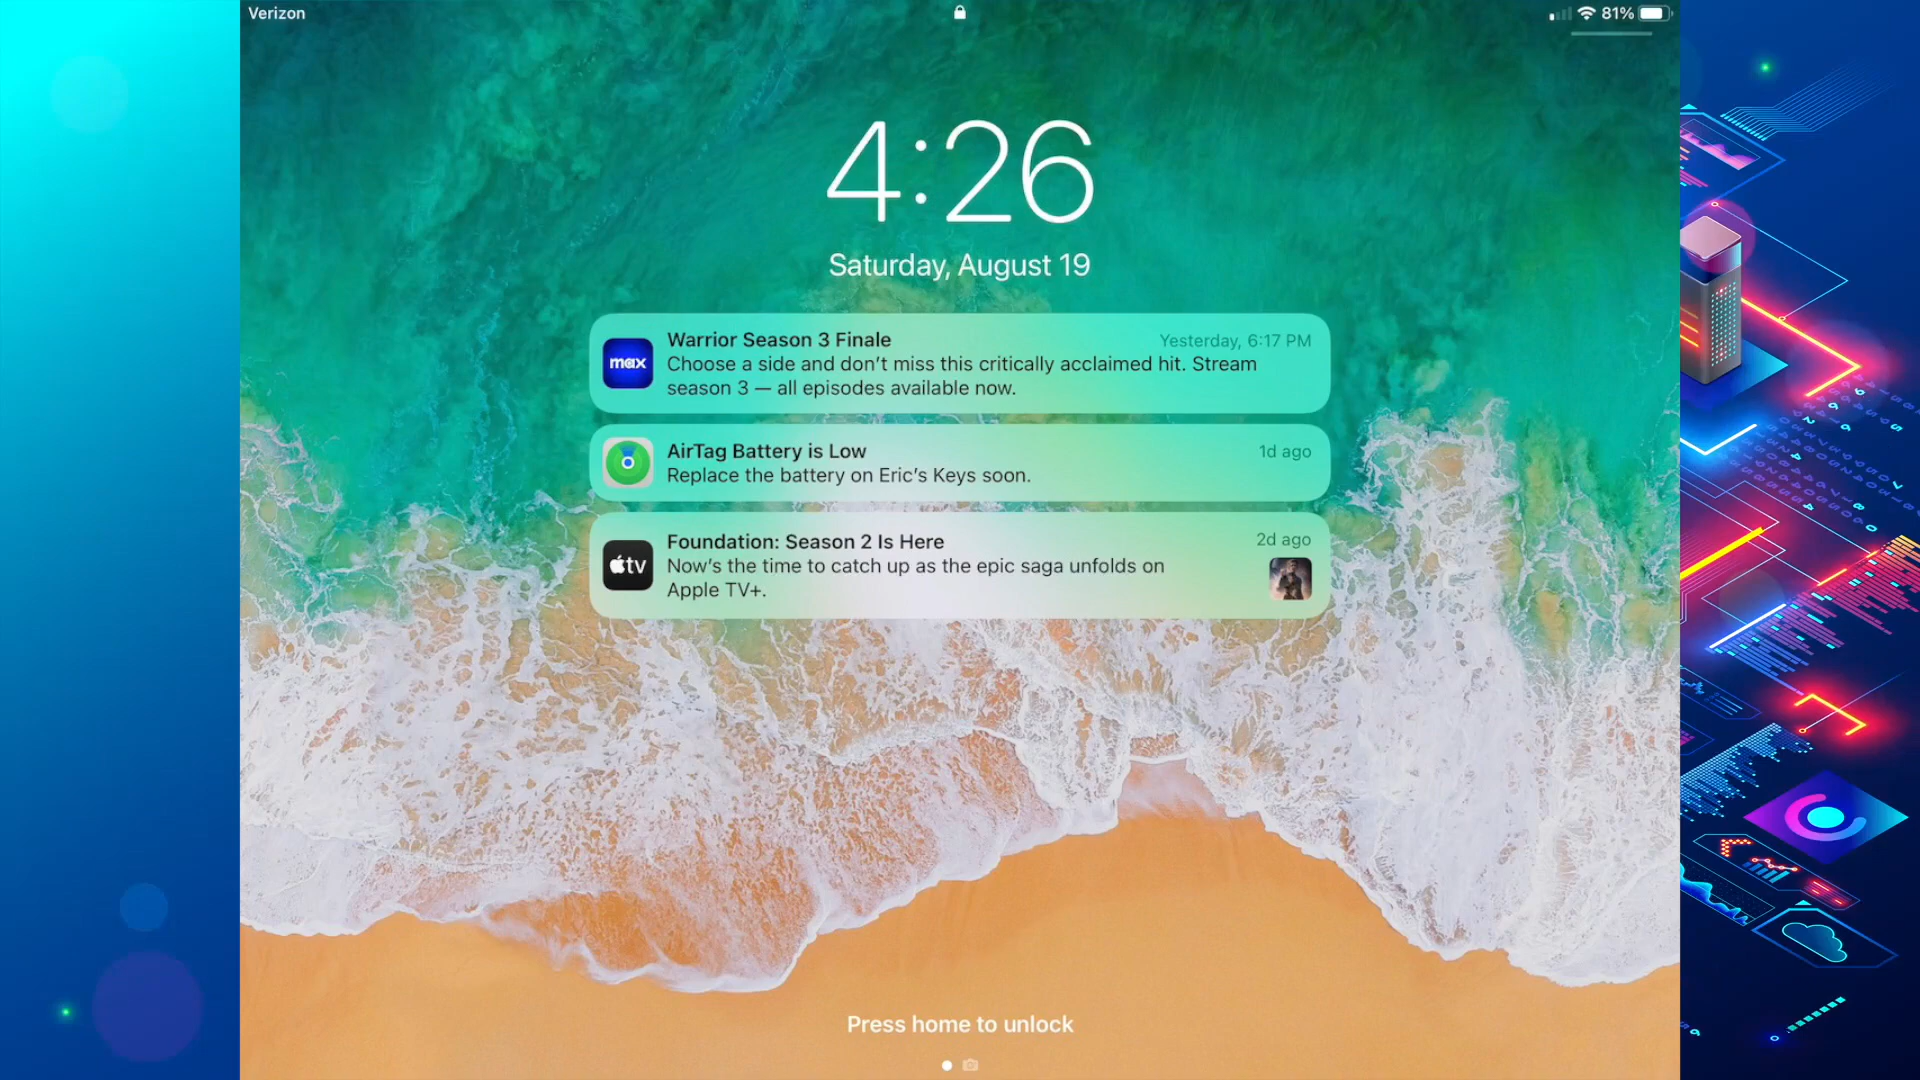 Verizon
81%
4:26
Saturday, August 19
Warrior Season 3 Finale
Yesterday, 6:17 PM
max
Choose a side and don't miss this critically acclaimed hit. Stream
season 3 — all episodes available now.
AirTag Battery is Low
1d ago
Replace the battery on Eric's Keys soon.
Foundation: Season 2 Is Here
2d ago
tv
Now's the time to catch up as the epic saga unfolds on
Apple TV+.
Press home to unlock